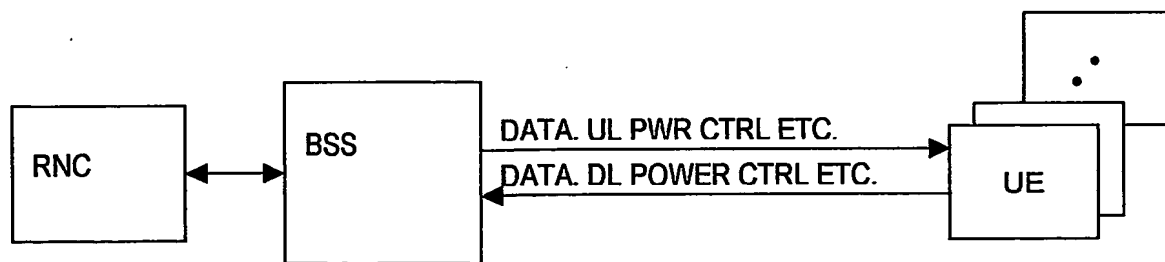 RNC
BSS
DATA. UL PWR CTRL ETC.
DATA. DL POWER CTRL ETC.
UE